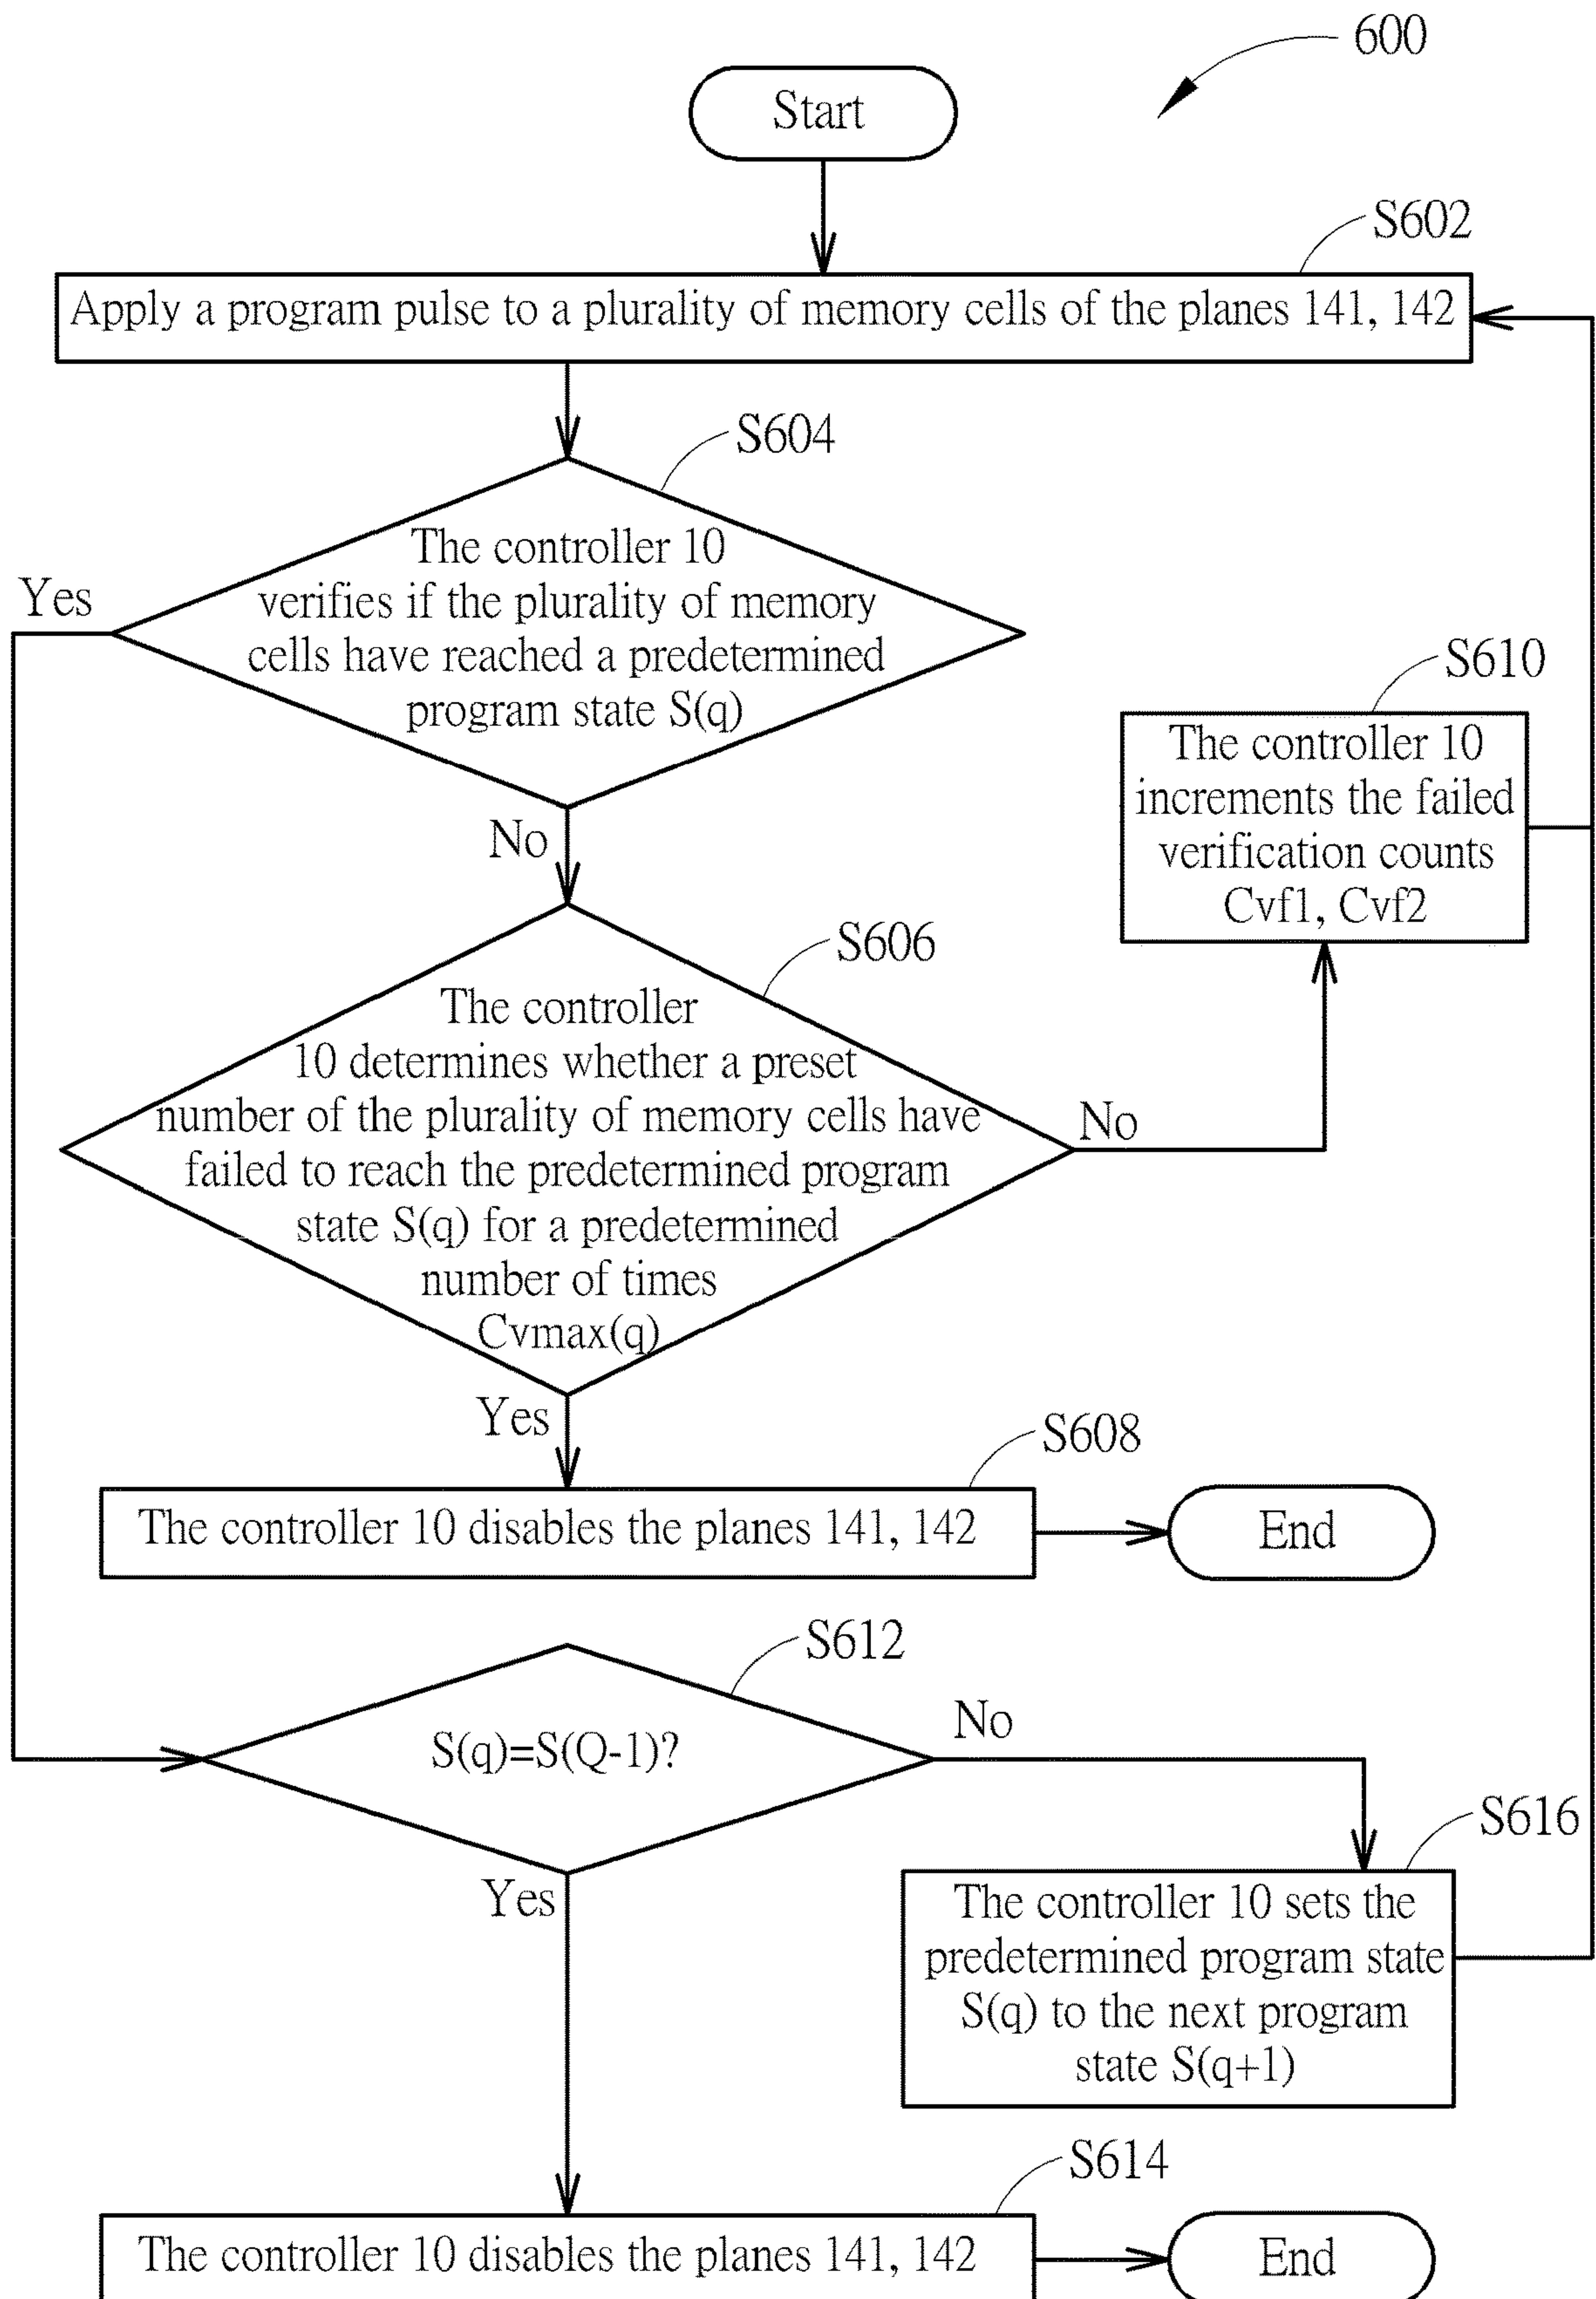 600
Start
S602
Apply a program pulse to a plurality of memory cells of the planes 141, 142
S604
The controller 10
verifies if the plurality of memory
cells have reached a predetermined
program state S(q)
Yes
No
S610
The controller 10
increments the failed
verification counts
Cvf1, Cvf2
S606
The controller
10 determines whether a preset
number of the plurality of memory cells have
failed to reach the predetermined program
state S(q) for a predetermined
number of times
Cvmax(q)
No
Yes
S608
The controller 10 disables the planes 141, 142
End
S612
S(q)=S(Q-1)?
No
Yes
S616
The controller 10 sets the
predetermined program state
S(q) to the next program
state S(q+1)
S614
The controller 10 disables the planes 141, 142
End